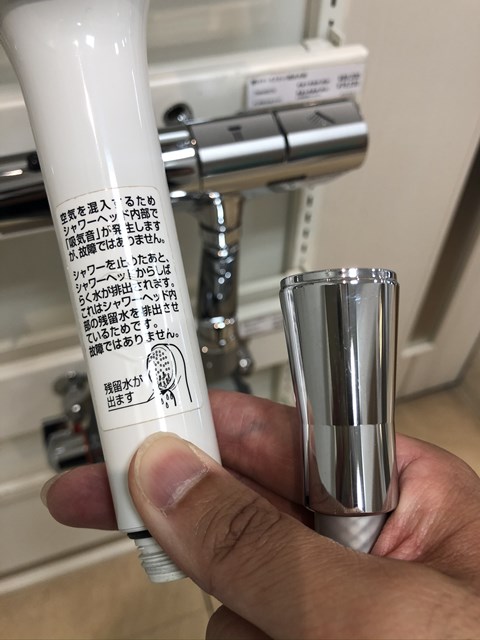 空気を混入するため
シャワーヘッド内部で
「吸気音」が発生します
が、故障ではありません。
シャワーを止めたあと、
シャワーヘッドからしば
らく水が排出されます。
これはシャワーヘッド内
部の残留水を排出させ
ているためです。
故障ではありません。
残留水が
出ます